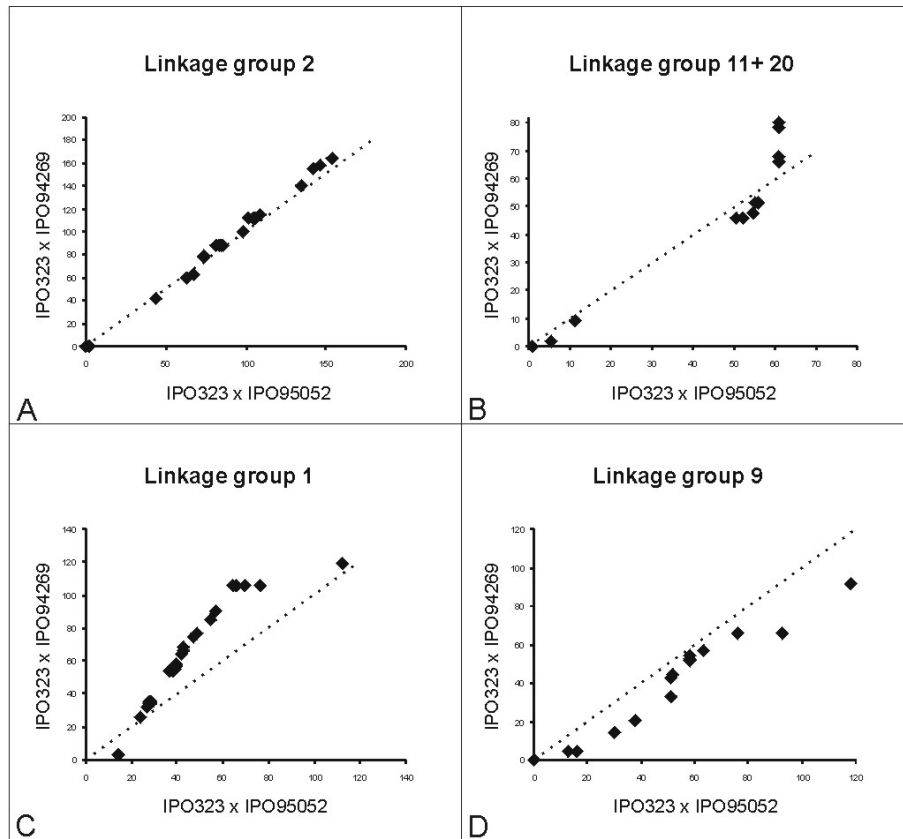 Linkage group 2
200
180
160
140
120
100
80
60
40
20
0
0 50 100 150 200
IPO323 x IPO94269
IPO323 x IPO95052
A
Linkage group 11+ 20
80
70
60
50
40
30
20
10
0
0 10 20 30 40 50 60 70 80
IPO323 x IPO94269
IPO323 x IPO95052
B
Linkage group 1
140
120
100
80
60
40
20
0
0 20 40 60 80 100 120 140
IPO323 x IPO94269
IPO323 x IPO95052
C
Linkage group 9
120
100
80
60
40
20
0
0 20 40 60 80 100 120
IPO323 x IPO94269
IPO323 x IPO95052
D